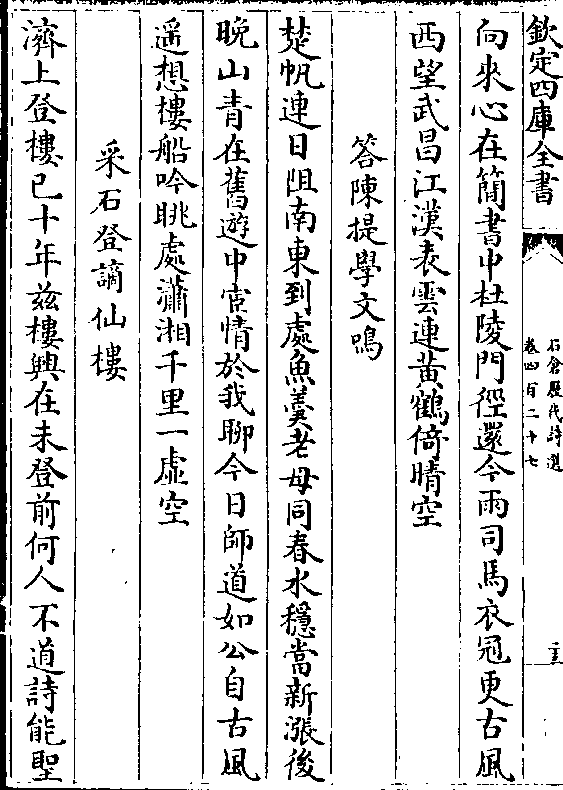 欽定四庫全書
石倉歷代詩選
卷四百二十七
向來心在簡書中杜陵門徑還今雨司馬衣冠更古風
西望武昌江漢表雲連黃鶴倚晴空
答陳提學文鳴
楚帆連日阻南東到處魚羹老母同春水穩當新漲後
晚山青在舊遊中宦情於我聊今日師道如公自古風
遥想樓船吟眺處瀟湘千里一虛空
采石登謫仙樓
濟上登樓已十年兹樓興在未登前何人不道詩能聖